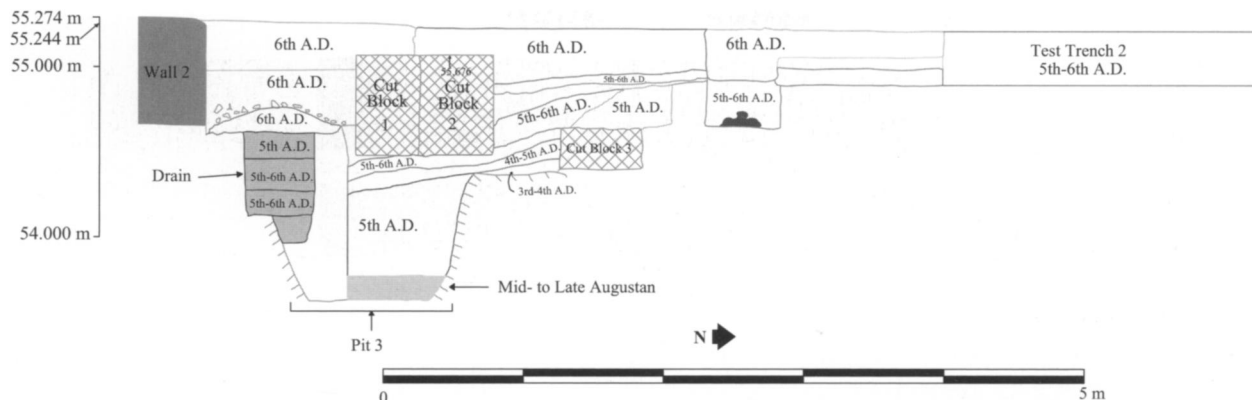 55.274 m
55.244 m
55.000 m
54.000 m
Wall 2
6th A.D.
6th A.D.
6th A.D.
Drain
5th A.D.
5th-6th A.D.
5th-6th A.D.
Cut
Block
1
1
55.676
Cut
Block
2
6th A.D.
5th-6th A.D.
5th-6th A.D.
5th A.D.
5th-6th A.D.
4th-5th A.D.
Cut Block 3
3rd-4th A.D.
5th A.D.
6th A.D.
5th-6th A.D.
Test Trench 2
5th-6th A.D.
Mid- to Late Augustan
Pit 3
N
0
5 m